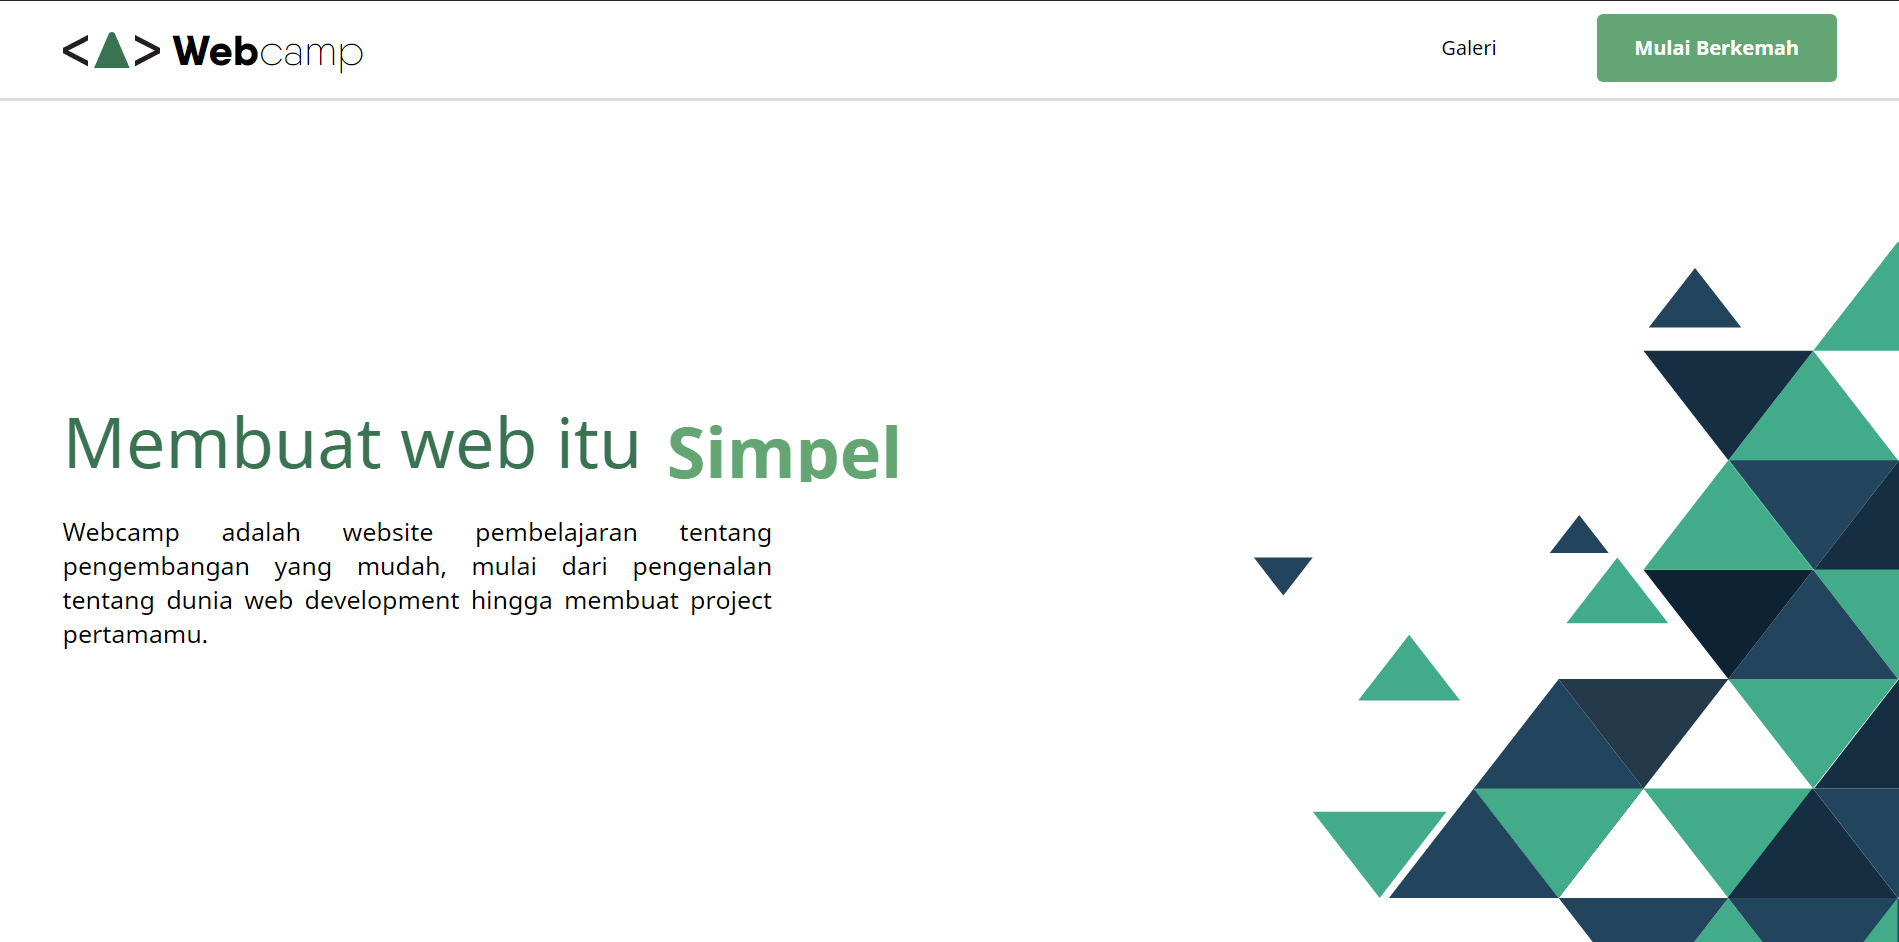 <A> Webcamp
Galeri
Mulai Berkemah
Membuat web itu Simpel
Webcamp adalah website pembelajaran tentang
pengembangan yang mudah, mulai dari pengenalan
tentang dunia web development hingga membuat project
pertamamu.